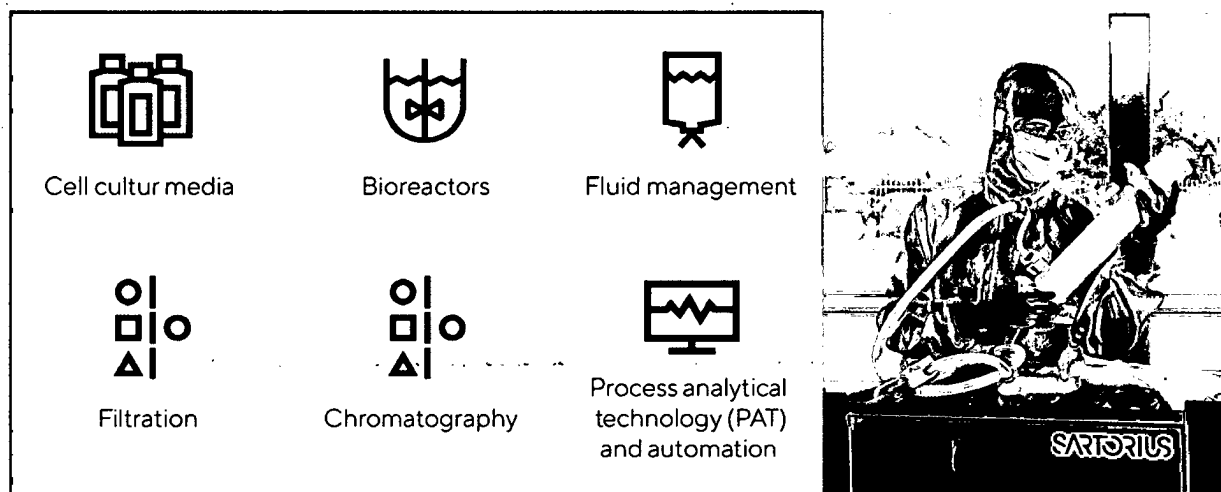 Cell cultur media
Bioreactors
Fluid management
Filtration
Chromatography
Process analytical
technology (PAT)
and automation
SARTORIUS